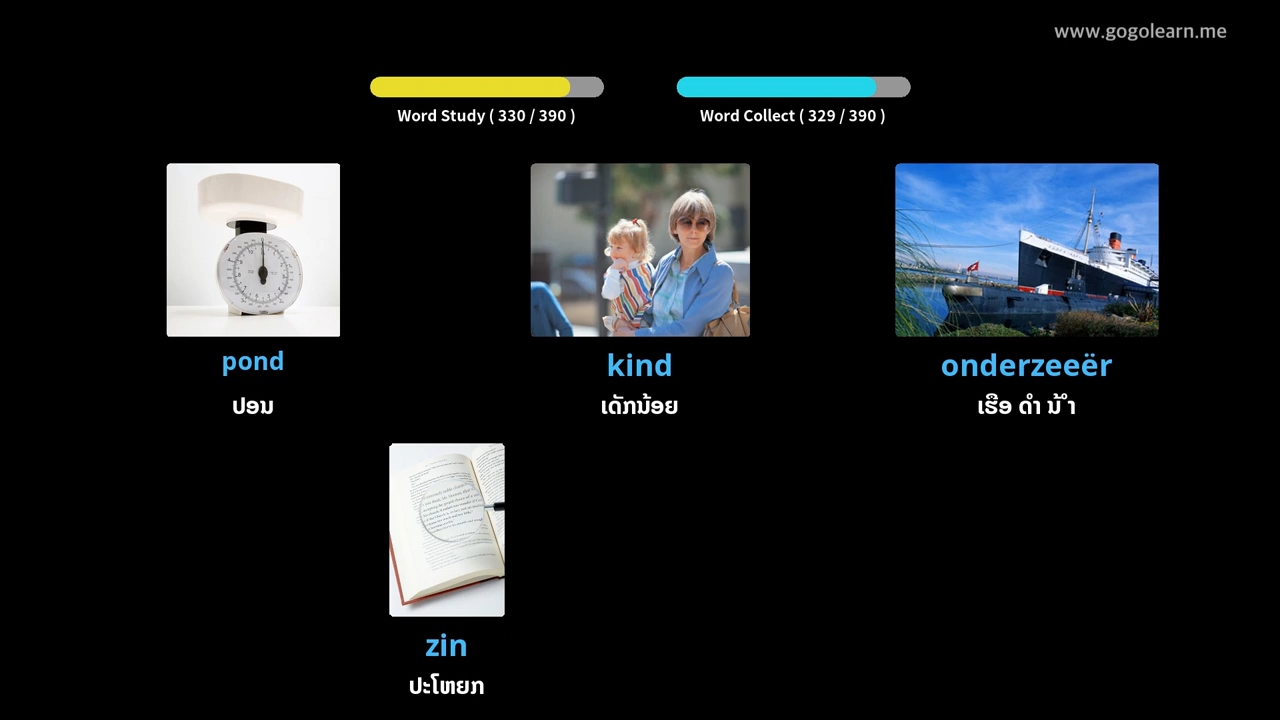 www.gogolearn.me
Word Study ( 330 / 390 )
Word Collect ( 329 / 390 )
pond
ປອນ
kind
ເດັກນ້ອຍ
onderzeeër
ເຮືອ ດຳ ນ້ ຳ
zin
ປະໂຫຍກ